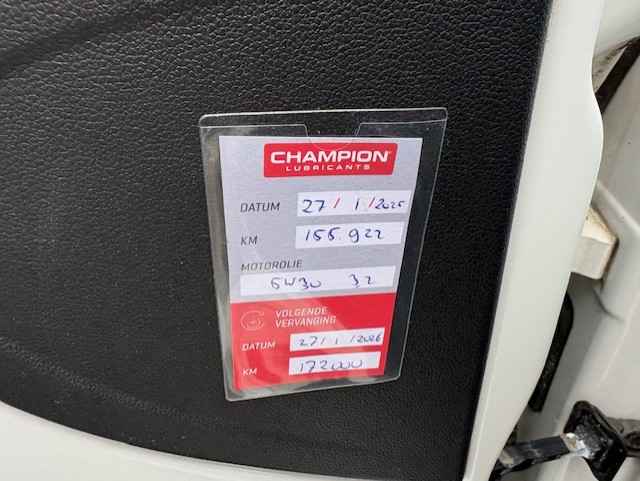 CHAMPION
LUBRICANTS
DATUM 27/1/2025
KM 155.922
MOTOROLIE
5W30 32
VOLGENDE
VERVANGING
DATUM 27/1/2026
KM 172000